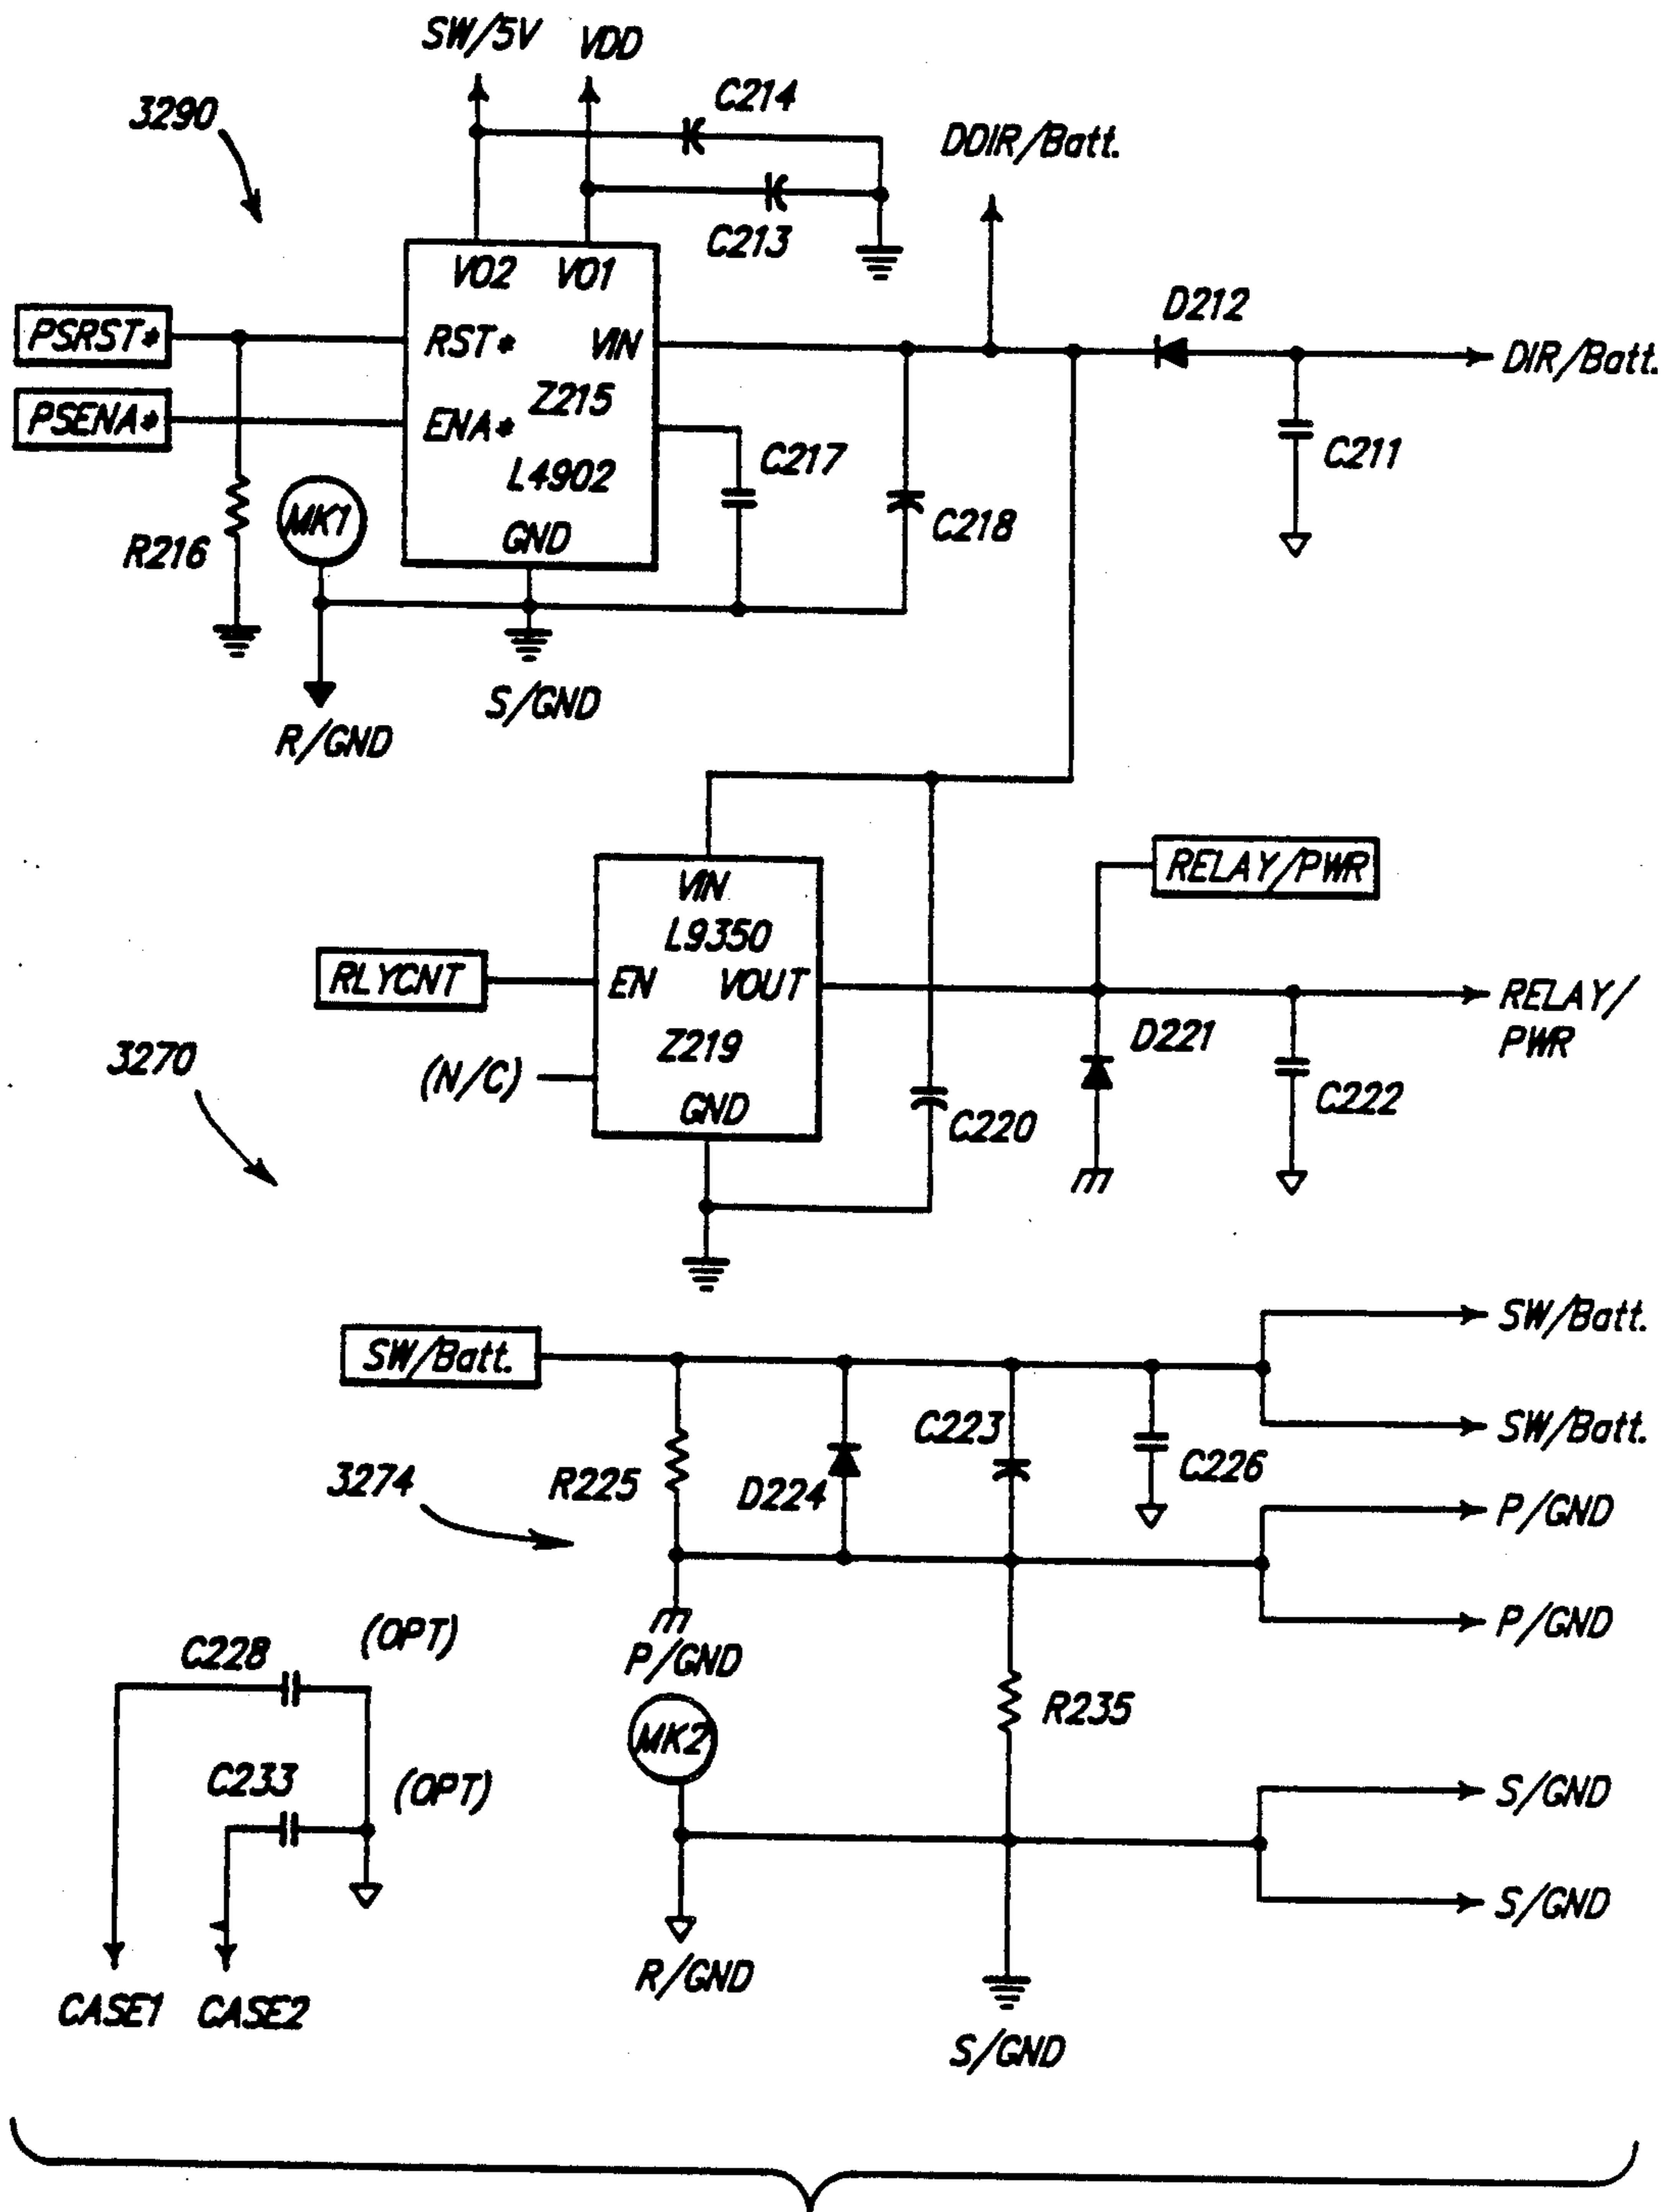 SW/5V VDD
3290
C214
DDIR/Batt.
C213
VO2 VO1
D212
PSRST*
RST* VIN
DIR/Batt.
Z215
PSENA*
ENA*
C217
C211
L4902
MK1
C218
R216
GND
S/GND
R/GND
RELAY/PWR
VIN
L9350
RLYCNT
EN VOUT
RELAY/
PWR
D221
Z219
3270
(N/C)
C222
GND
C220
SW/Batt.
SW/Batt.
C223
SW/Batt.
3274
R225
D224
C226
P/GND
P/GND
(OPT)
C228
P/GND
R235
MK2
C233
(OPT)
S/GND
S/GND
R/GND
CASE1 CASE2
S/GND